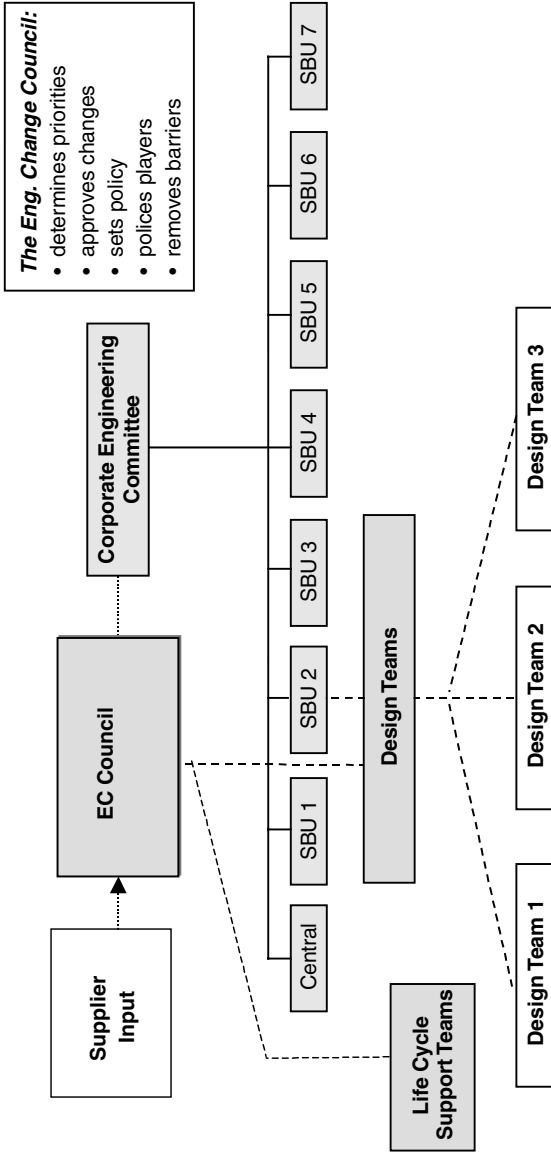 Supplier
Input
EC Council
Corporate Engineering
Committee
The Eng. Change Council:
• determines priorities
• approves changes
• sets policy
• polices players
• removes barriers
Central
SBU 1
SBU 2
SBU 3
SBU 4
SBU 5
SBU 6
SBU 7
Life Cycle
Support Teams
Design Teams
Design Team 1
Design Team 2
Design Team 3